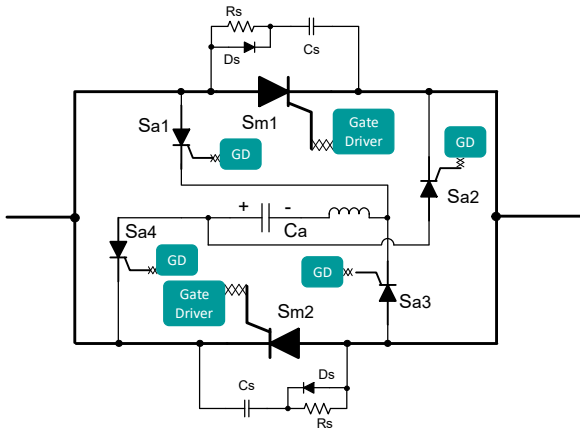 Rs
Cs
Ds
Sa1
Sm1
Gate
Driver
GD
GD
Sa2
+ -
Ca
Sa4
GD
GD
Gate
Driver
Sm2
Sa3
Cs
Ds
Rs